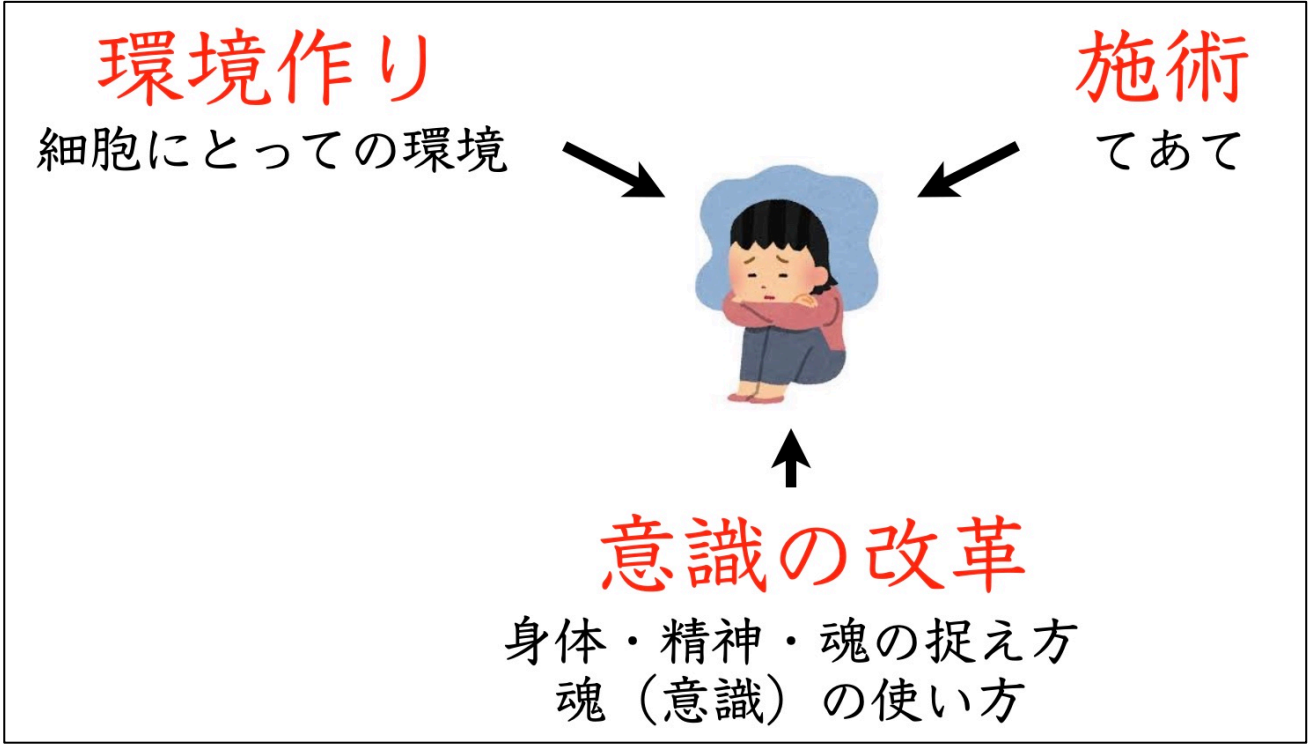 環境作り
細胞にとっての環境
施術
てあて
意識の改革
身体・精神・魂の捉え方
魂（意識）の使い方